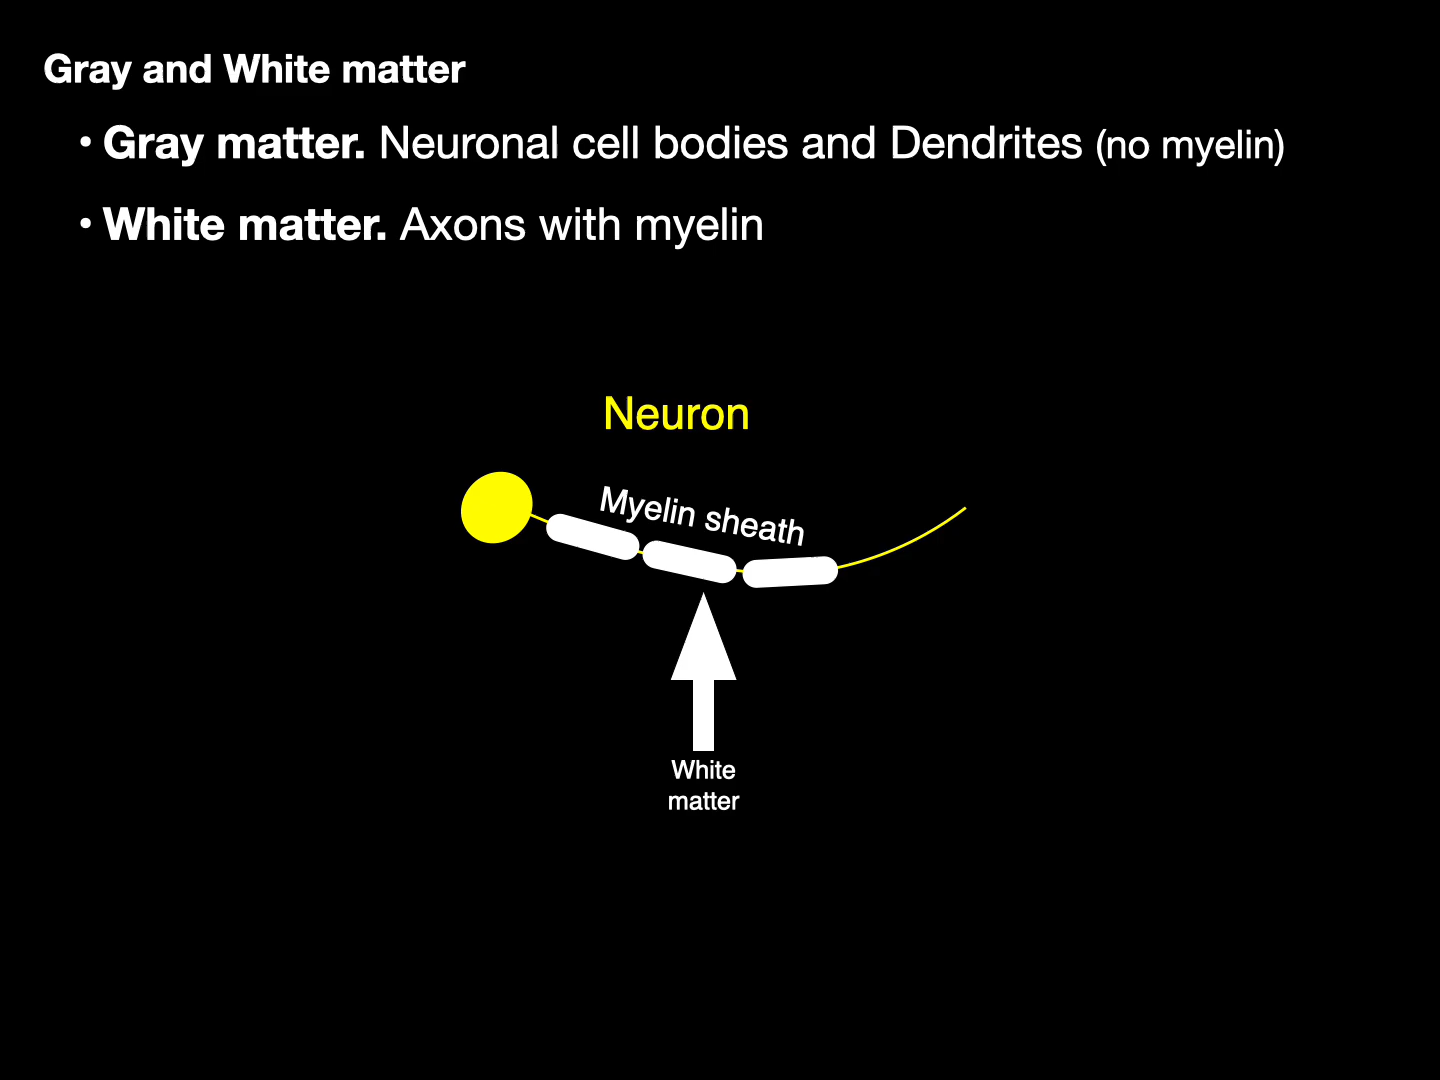 Gray and White matter
• Gray matter. Neuronal cell bodies and Dendrites (no myelin)
• White matter. Axons with myelin
Neuron
Myelin sheath
White
matter